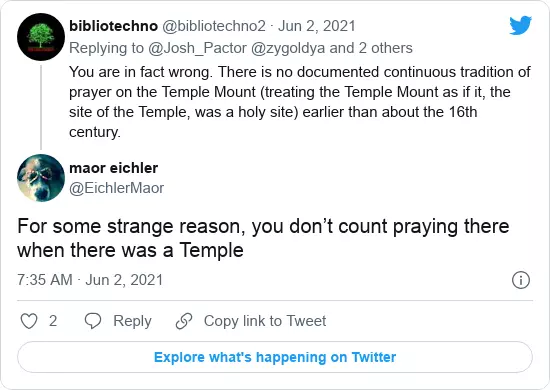 bibliotechno @bibliotechno2 · Jun 2, 2021
Replying to @Josh_Pactor @zygoldya and 2 others
You are in fact wrong. There is no documented continuous tradition of
prayer on the Temple Mount (treating the Temple Mount as if it, the
site of the Temple, was a holy site) earlier than about the 16th
century.
maor eichler
@EichlerMaor
For some strange reason, you don’t count praying there
when there was a Temple
7:35 AM · Jun 2, 2021
2 Reply Copy link to Tweet
Explore what's happening on Twitter